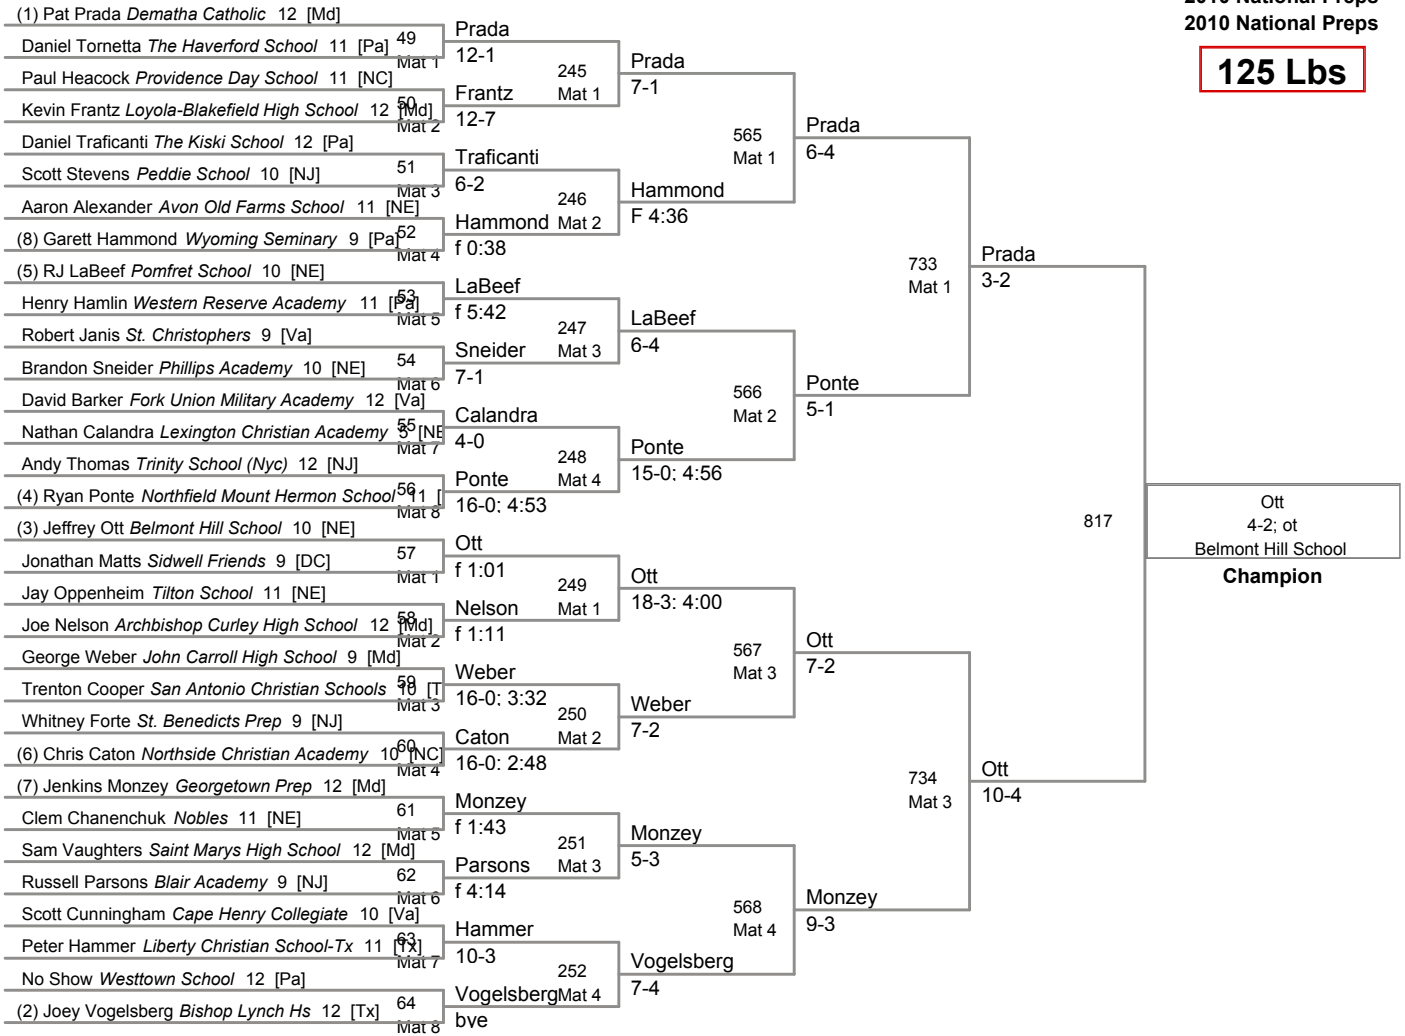 2010 National Preps
2010 National Preps
125 Lbs
(1) Pat Prada Dematha Catholic 12 [Md]
Daniel Tornetta The Haverford School 11 [Pa]
49
Mat 1
Paul Heacock Providence Day School 11 [NC]
Kevin Frantz Loyola-Blakefield High School 12 [Md]
50
Mat 2
Daniel Traficanti The Kiski School 12 [Pa]
Scott Stevens Peddie School 10 [NJ]
51
Mat 3
Aaron Alexander Avon Old Farms School 11 [NE]
(8) Garett Hammond Wyoming Seminary 9 [Pa]
52
Mat 4
(5) RJ LaBeef Pomfret School 10 [NE]
Henry Hamlin Western Reserve Academy 11 [Pa]
53
Mat 5
Robert Janis St. Christophers 9 [Va]
Brandon Sneider Phillips Academy 10 [NE]
54
Mat 6
David Barker Fork Union Military Academy 12 [Va]
Nathan Calandra Lexington Christian Academy [NE
55
Mat 7
Andy Thomas Trinity School (Nyc) 12 [NJ]
(4) Ryan Ponte Northfield Mount Hermon School 11 [
56
Mat 8
(3) Jeffrey Ott Belmont Hill School 10 [NE]
Jonathan Matts Sidwell Friends 9 [DC]
57
Mat 1
Jay Oppenheim Tilton School 11 [NE]
Joe Nelson Archbishop Curley High School 12 [Md]
58
Mat 2
George Weber John Carroll High School 9 [Md]
Trenton Cooper San Antonio Christian Schools 10 [T
59
Mat 3
Whitney Forte St. Benedicts Prep 9 [NJ]
(6) Chris Caton Northside Christian Academy 10 [NC]
60
Mat 4
(7) Jenkins Monzey Georgetown Prep 12 [Md]
Clem Chanenchuk Nobles 11 [NE]
61
Mat 5
Sam Vaughters Saint Marys High School 12 [Md]
Russell Parsons Blair Academy 9 [NJ]
62
Mat 6
Scott Cunningham Cape Henry Collegiate 10 [Va]
Peter Hammer Liberty Christian School-Tx 11 [Tx]
63
Mat 7
No Show Westtown School 12 [Pa]
(2) Joey Vogelsberg Bishop Lynch Hs 12 [Tx]
64
Mat 8
Prada
12-1
245
Mat 1
Frantz
12-7
Traficanti
6-2
246
Mat 2
Hammond
f 0:38
LaBeef
f 5:42
247
Mat 3
Sneider
7-1
Calandra
4-0
248
Mat 4
Ponte
16-0; 4:53
Ott
f 1:01
249
Mat 1
Nelson
f 1:11
Weber
16-0; 3:32
250
Mat 2
Caton
16-0; 2:48
Monzey
f 1:43
251
Mat 3
Parsons
f 4:14
Hammer
10-3
252
Mat 4
Vogelsberg
bye
Prada
7-1
565
Mat 1
Hammond
F 4:36
LaBeef
6-4
566
Mat 2
Ponte
15-0; 4:56
Ott
18-3; 4:00
567
Mat 3
Weber
7-2
Monzey
5-3
568
Mat 4
Vogelsberg
7-4
Prada
6-4
733
Mat 1
Ponte
5-1
Ott
7-2
734
Mat 3
Monzey
9-3
Prada
3-2
817
Ott
10-4
Ott
4-2; ot
Belmont Hill School
Champion